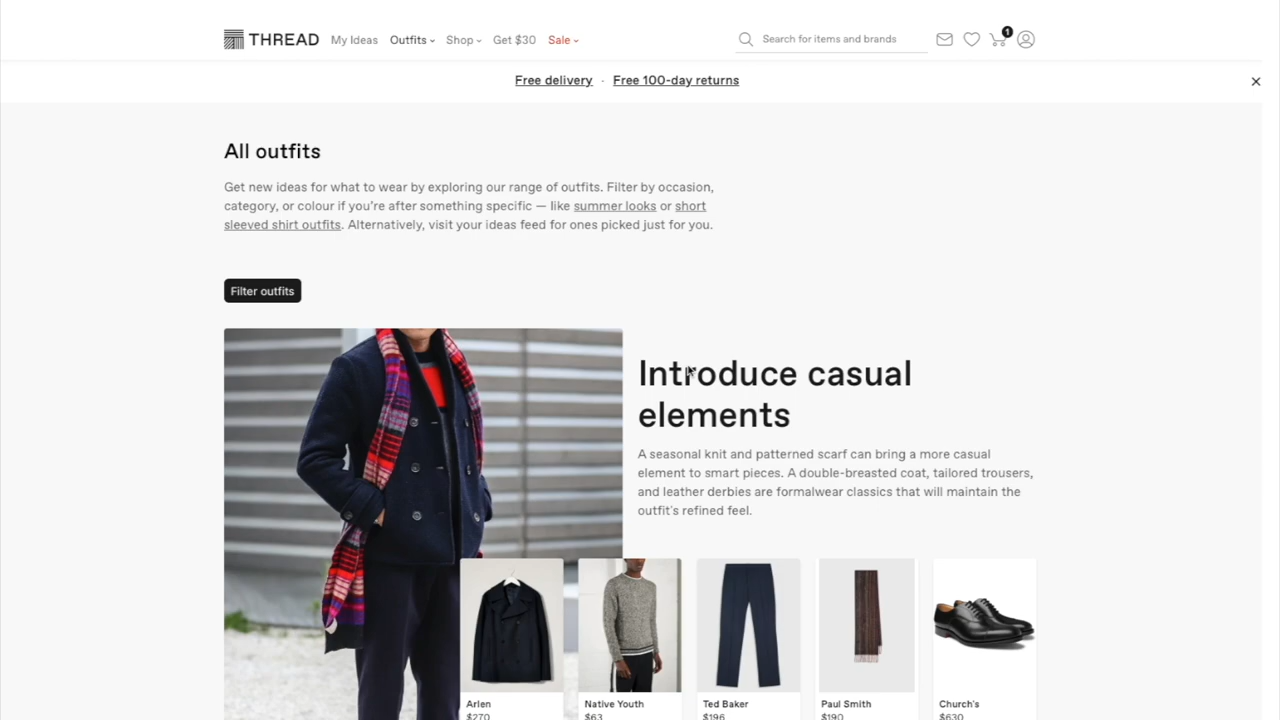 THREAD My Ideas Outfits Shop Get $30 Sale Search for items and brands 1
Free delivery · Free 100-day returns
All outfits
Get new ideas for what to wear by exploring our range of outfits. Filter by occasion,
category, or colour if you're after something specific — like summer looks or short
sleeved shirt outfits. Alternatively, visit your ideas feed for ones picked just for you.
Filter outfits
Introduce casual
elements
A seasonal knit and patterned scarf can bring a more casual
element to smart pieces. A double-breasted coat, tailored trousers,
and leather derbies are formalwear classics that will maintain the
outfit's refined feel.
Arlen Native Youth Ted Baker Paul Smith Church's
$270 $63 $196 $190 $630